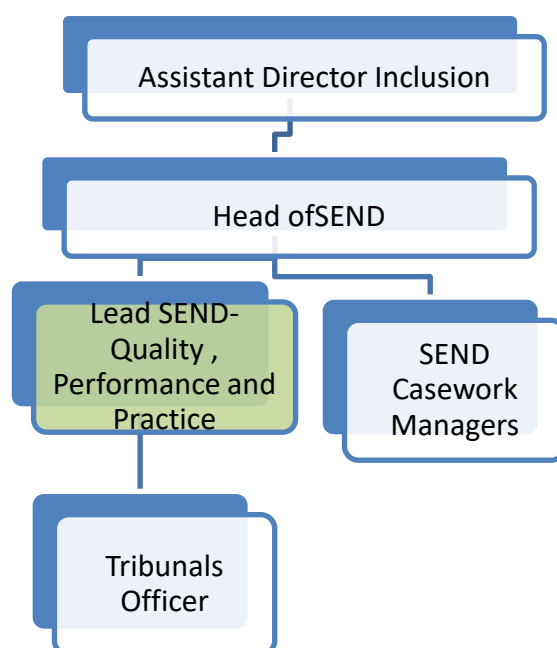 Assistant Director Inclusion
Head ofSEND
Lead SEND-
Quality ,
Performance and
Practice
SEND
Casework
Managers
Tribunals
Officer